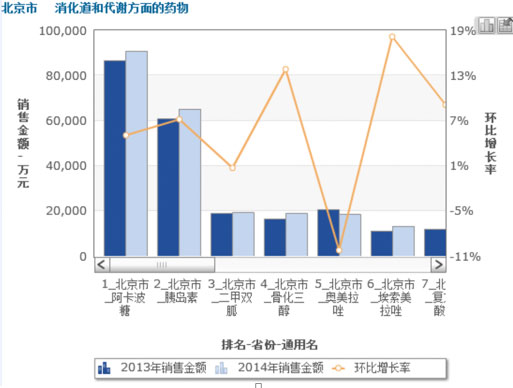 北京市 消化道和代谢方面的药物
100,000
80,000
60,000
40,000
20,000
0
19%
13%
7%
1%
-5%
-11%
销售金额-万元
环比增长率
1_北京市
_阿卡波
糖
2_北京市
_胰岛素
3_北京市
_二甲双
胍
4_北京市
_骨化三
醇
5_北京市
_奥美拉
唑
6_北京市
_埃索美
拉唑
7_北
_复
酸
排名-省份-通用名
2013年销售金额 2014年销售金额 环比增长率